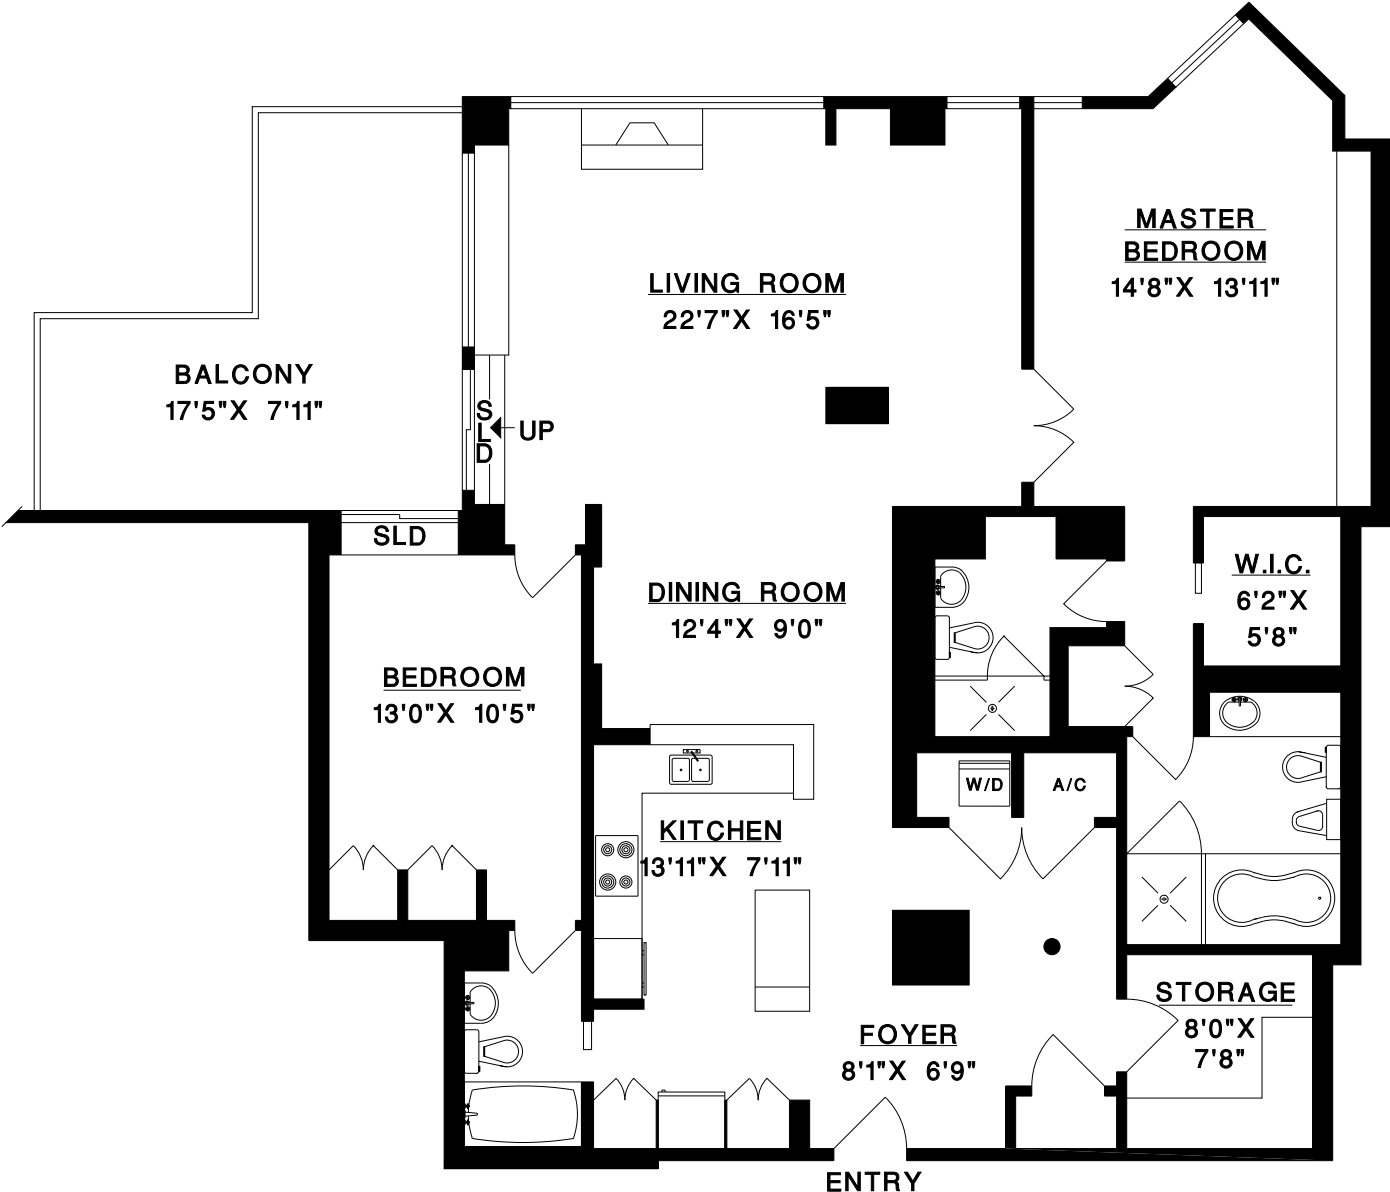 MASTER
BEDROOM
14'8"X 13'11"
LIVING ROOM
22'7"X 16'5"
BALCONY
17'5"X 7'11"
SLD
UP
SLD
W.I.C.
6'2"X
5'8"
DINING ROOM
12'4"X 9'0"
BEDROOM
13'0"X 10'5"
W/D
A/C
KITCHEN
13'11"X 7'11"
STORAGE
8'0"X
7'8"
FOYER
8'1"X 6'9"
ENTRY